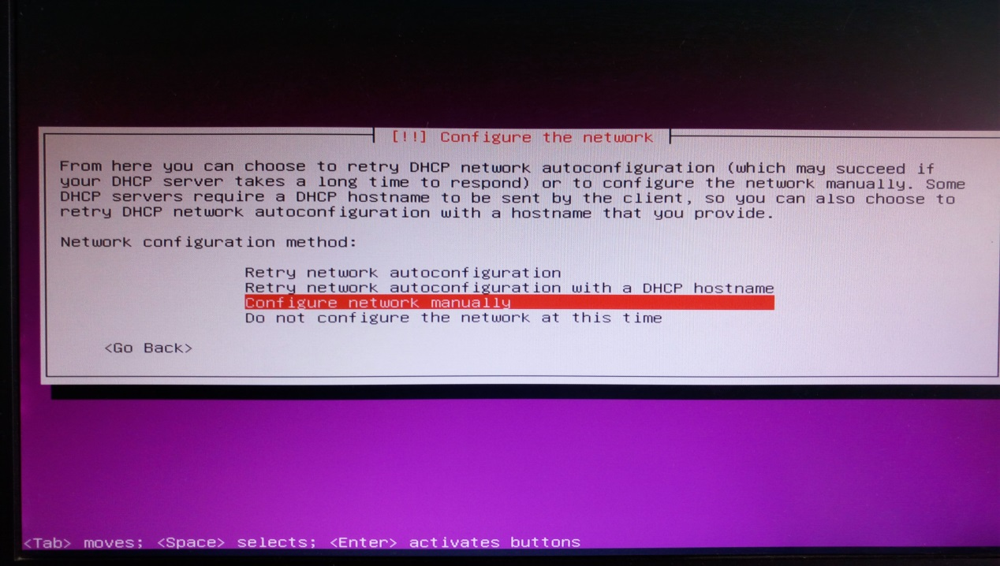 [!!] Configure the network
From here you can choose to retry DHCP network autoconfiguration (which may succeed if
your DHCP server takes a long time to respond) or to configure the network manually. Some
DHCP servers require a DHCP hostname to be sent by the client, so you can also choose to
retry DHCP network autoconfiguration with a hostname that you provide.
Network configuration method:
Retry network autoconfiguration
Retry network autoconfiguration with a DHCP hostname
Configure network manually
Do not configure the network at this time
<Go Back>
<Tab> moves; <Space> selects; <Enter> activates buttons